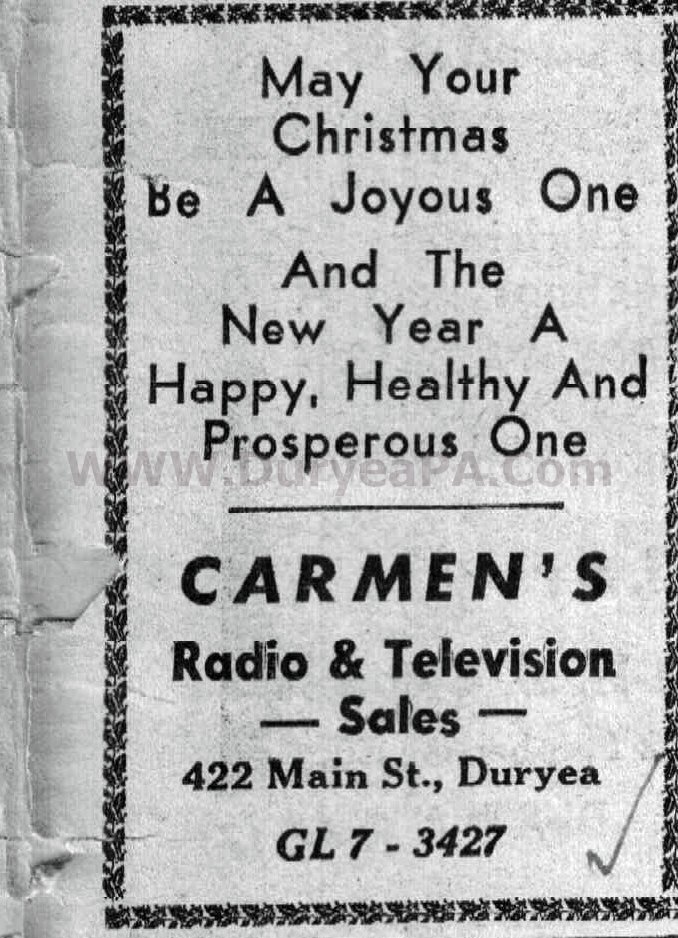 May Your
Christmas
Be A Joyous One
And The
New Year A
Happy, Healthy And
Prosperous One
WWW.DuryeaPA.Com
CARMEN'S
Radio & Television
— Sales —
422 Main St., Duryea
GL 7 - 3427